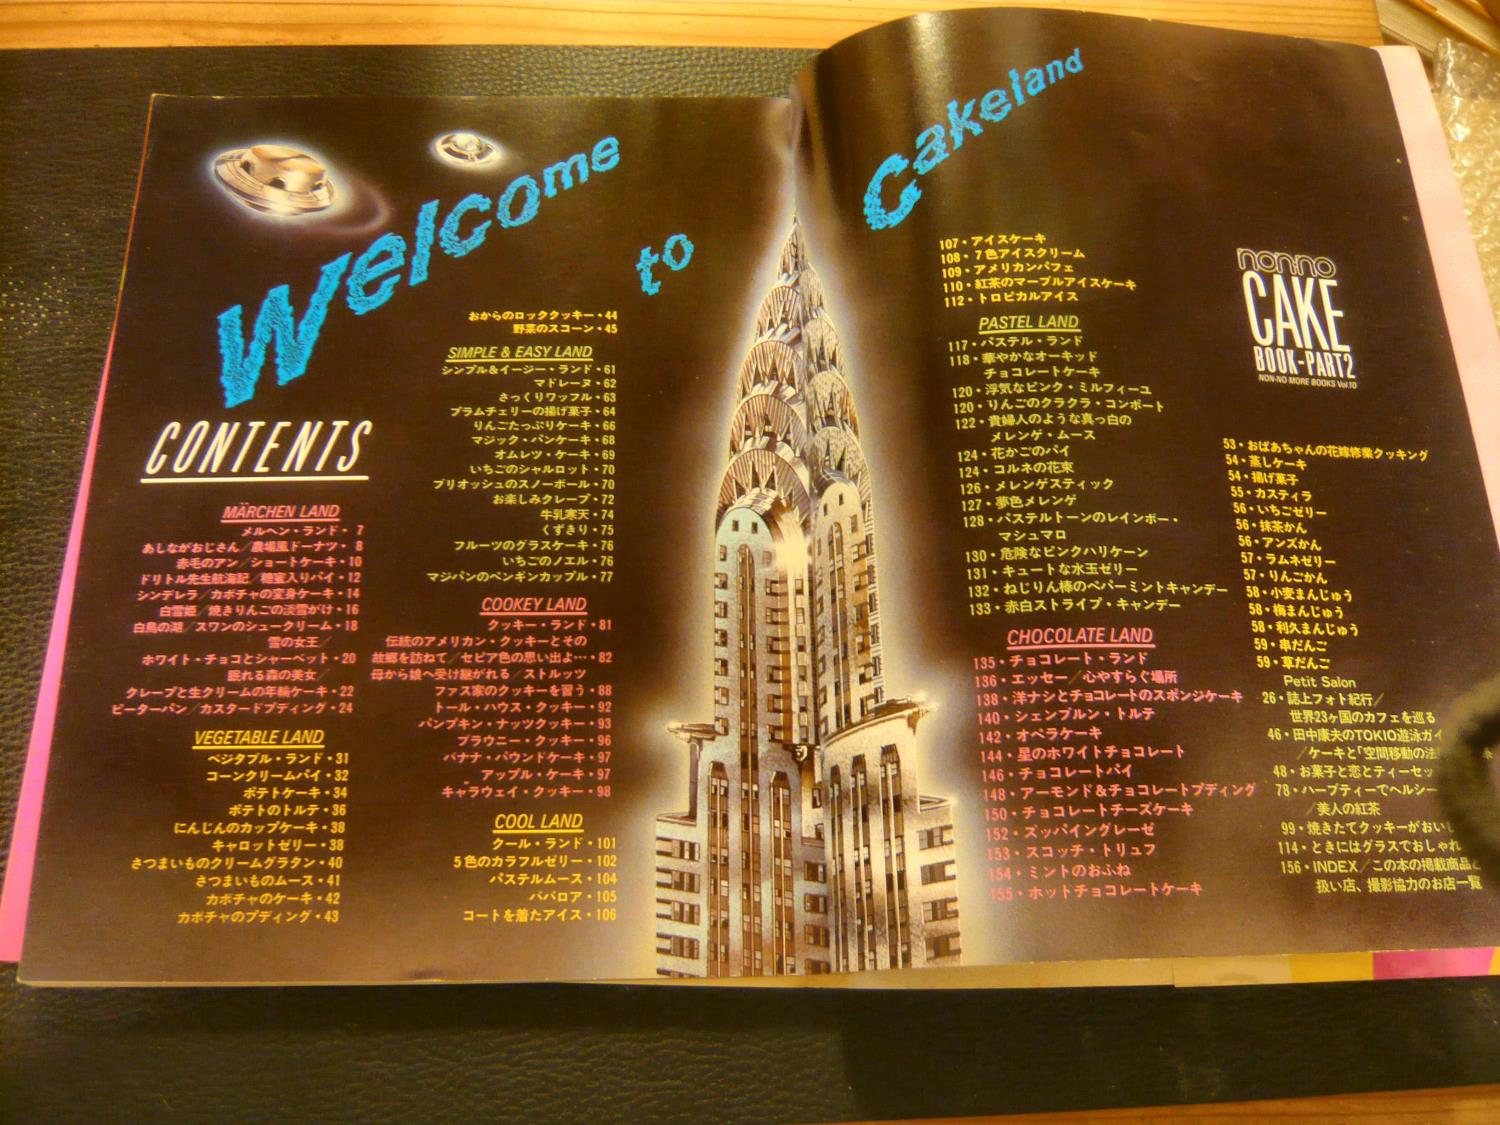 Welcome
to
Cakeland
CONTENTS
MÄRCHEN LAND
メルヘン・ランド・7
あしながおじさん／農場風ドーナツ・8
赤毛のアン／ショートケーキ・10
ドリトル先生航海記／糖蜜入りパイ・12
シンデレラ／カボチャの変身ケーキ・14
白雪姫／焼きりんごの淡雪がけ・16
白鳥の湖／スワンのシュークリーム・18
雪の女王／
ホワイト・チョコとシャーベット・20
眠れる森の美女／
クレープと生クリームの年輪ケーキ・22
ピーターパン／カスタードプディング・24
VEGETABLE LAND
ベジタブル・ランド・31
コーンクリームパイ・32
ポテトケーキ・34
ポテトのトルテ・36
にんじんのカップケーキ・38
キャロットゼリー・38
さつまいものクリームグラタン・40
さつまいものムース・41
カボチャのケーキ・42
カボチャのプディング・43
おからのロッククッキー・44
野菜のスコーン・45
SIMPLE & EASY LAND
シンプル&イージー・ランド・61
マドレーヌ・62
さっくりワッフル・63
プラムチェリーの揚げ菓子・64
りんごたっぷりケーキ・66
マジック・パンケーキ・68
オムレツ・ケーキ・69
いちごのシャルロット・70
ブリオッシュのスノーボール・70
お楽しみクレープ・72
牛乳寒天・74
くずきり・75
フルーツのグラスケーキ・76
いちごのノエル・76
マジパンのペンギンカップル・77
COOKEY LAND
クッキー・ランド・81
伝統のアメリカン・クッキーとその
故郷を訪ねて／セピア色の思い出よ…・82
母から娘へ受け継がれる／ストルッツ
ファス家のクッキーを習う・88
トール・ハウス・クッキー・92
パンプキン・ナッツクッキー・93
ブラウニー・クッキー・96
バナナ・パウンドケーキ・97
アップル・ケーキ・97
キャラウェイ・クッキー・98
COOL LAND
クール・ランド・101
5色のカラフルゼリー・102
パステルムース・104
ババロア・105
コートを着たアイス・106
107・アイスケーキ
108・7色アイスクリーム
109・アメリカンパフェ
110・紅茶のマーブルアイスケーキ
112・トロピカルアイス
PASTEL LAND
117・パステル・ランド
118・華やかなオーキッド
チョコレートケーキ
120・浮気なピンク・ミルフィーユ
120・りんごのクラクラ・コンポート
122・貴婦人のような真っ白の
メレンゲ・ムース
124・花かごのパイ
124・コルネの花束
126・メレンゲスティック
127・夢色メレンゲ
128・パステルトーンのレインボー・
マシュマロ
130・危険なピンクハリケーン
131・キュートな水玉ゼリー
132・ねじりん棒のペパーミントキャンデー
133・赤白ストライプ・キャンデー
CHOCOLATE LAND
135・チョコレート・ランド
136・エッセー／心やすらぐ場所
138・洋ナシとチョコレートのスポンジケーキ
140・シェンブルン・トルテ
142・オペラケーキ
144・星のホワイトチョコレート
146・チョコレートパイ
148・アーモンド&チョコレートプディング
150・チョコレートチーズケーキ
152・ズッパイングレーゼ
153・スコッチ・トリュフ
154・ミントのおふね
155・ホットチョコレートケーキ
non-no
CAKE
BOOK-PART2
NON-NO MORE BOOKS Vol.10
53・おばあちゃんの花嫁修業クッキング
54・蒸しケーキ
54・揚げ菓子
55・カスティラ
56・いちごゼリー
56・抹茶かん
56・アンズかん
57・ラムネゼリー
57・りんごかん
58・小麦まんじゅう
58・梅まんじゅう
58・利久まんじゅう
59・串だんご
59・草だんご
Petit Salon
26・誌上フォト紀行／
世界23ヶ国のカフェを巡る
46・田中康夫のTOKIO遊泳ガイ
／ケーキと「空間移動の法
48・お菓子と恋とティーセッ
78・ハーブティーでヘルシー
／美人の紅茶
99・焼きたてクッキーがおいし
114・ときにはグラスでおしゃれ
156・INDEX／この本の掲載商品と
扱い店、撮影協力のお店一覧